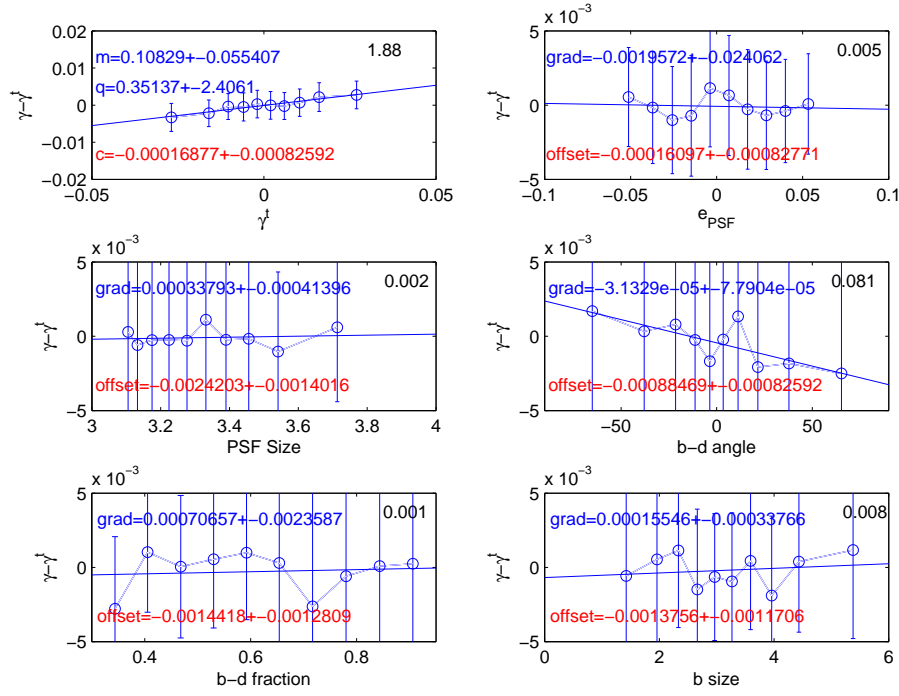 0.02
0.01
0
−0.01
−0.02
γ−γᵗ
m=0.10829+−0.055407
1.88
q=0.35137+−2.4061
c=−0.00016877+−0.00082592
−0.05
0
0.05
γᵗ
x 10⁻³
5
0
−5
γ−γᵗ
grad=−0.0019572+−0.024062
0.005
offset=−0.00016097+−0.00082771
−0.1
−0.05
0
0.05
0.1
e_PSF
x 10⁻³
5
0
−5
γ−γᵗ
grad=0.00033793+−0.00041396
0.002
offset=−0.0024203+−0.0014016
3
3.2
3.4
3.6
3.8
4
PSF Size
x 10⁻³
5
0
−5
γ−γᵗ
grad=−3.1329e−05+−7.7904e−05
0.081
offset=−0.00088469+−0.00082592
−50
0
50
b−d angle
x 10⁻³
5
0
−5
γ−γᵗ
grad=0.00070657+−0.0023587
0.001
offset=−0.0014418+−0.0012809
0.4
0.6
0.8
b−d fraction
x 10⁻³
5
0
−5
γ−γᵗ
grad=0.00015546+−0.00033766
0.008
offset=−0.0013756+−0.0011706
0
2
4
6
b size